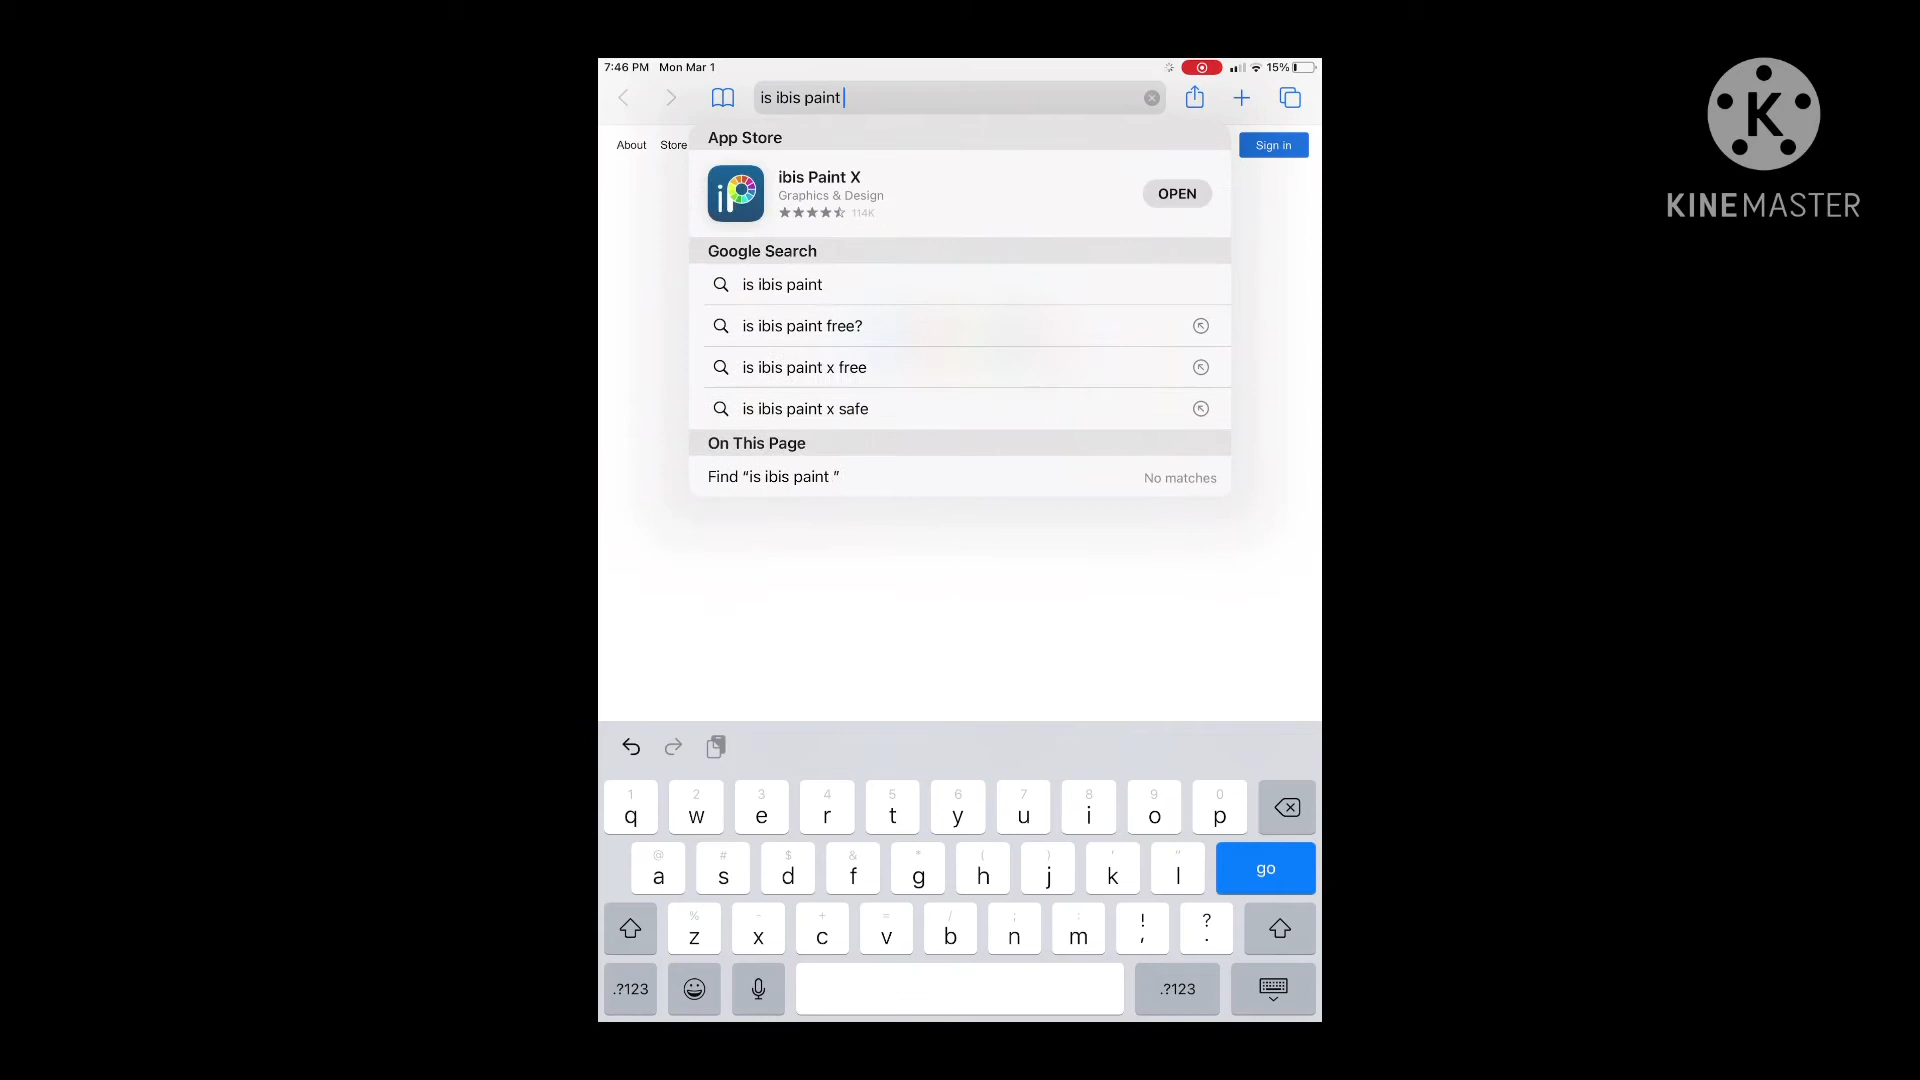 7:46 PM Mon Mar 1 15%
is ibis paint
About Store
Sign in
App Store
iP
ibis Paint X
Graphics & Design
114K
OPEN
Google Search
is ibis paint
is ibis paint free?
is ibis paint x free
is ibis paint x safe
On This Page
Find “is ibis paint ” No matches
1 2 3 4 5 6 7 8 9 0
q w e r t y u i o p
@ # $ & * ( ) ' "
a s d f g h j k l go
% - + = / ; : ! ?
z x c v b n m , .
.?123 .?123
K
KINEMASTER